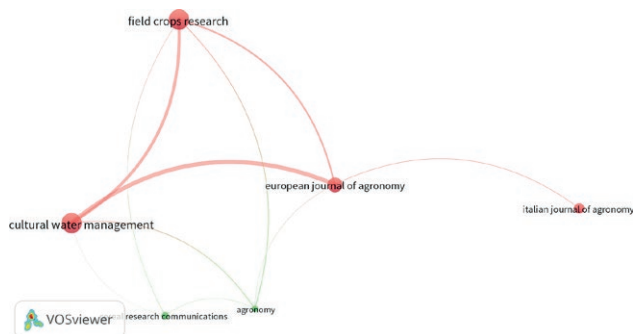 field crops research
european journal of agronomy
italian journal of agronomy
cultural water management
agronomy
research communications
VOSviewer